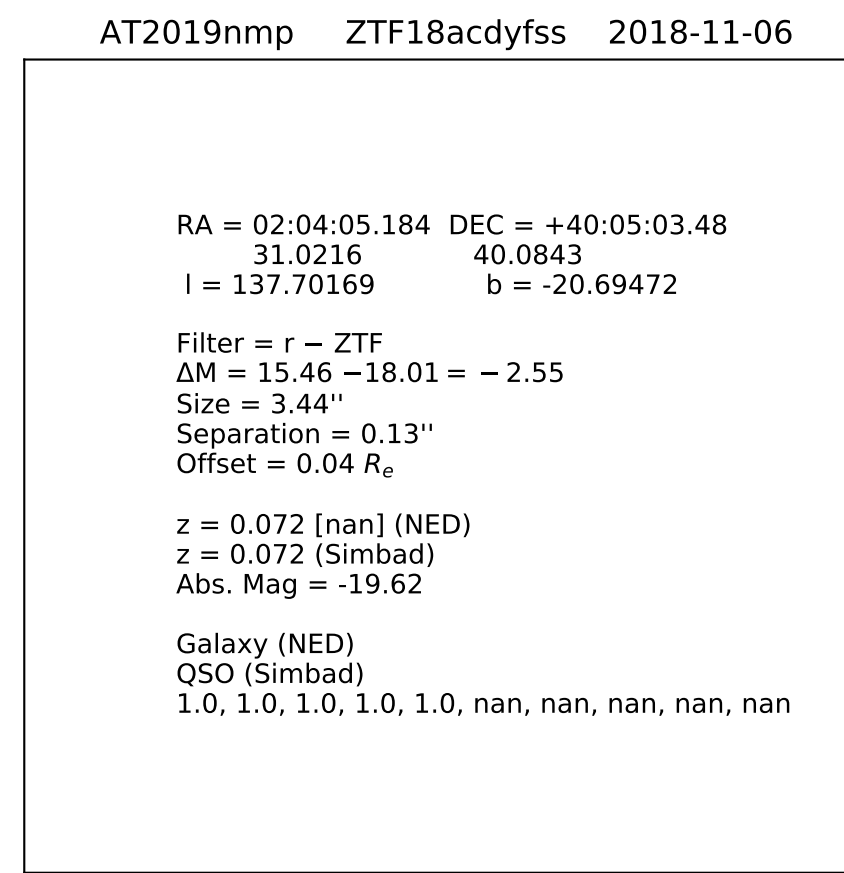 AT2019nmp ZTF18acdyfss 2018-11-06
RA = 02:04:05.184 DEC = +40:05:03.48
31.0216 40.0843
l = 137.70169 b = -20.69472
Filter = r − ZTF
ΔM = 15.46 −18.01 = − 2.55
Size = 3.44''
Separation = 0.13''
Offset = 0.04 Re
z = 0.072 [nan] (NED)
z = 0.072 (Simbad)
Abs. Mag = -19.62
Galaxy (NED)
QSO (Simbad)
1.0, 1.0, 1.0, 1.0, 1.0, nan, nan, nan, nan, nan